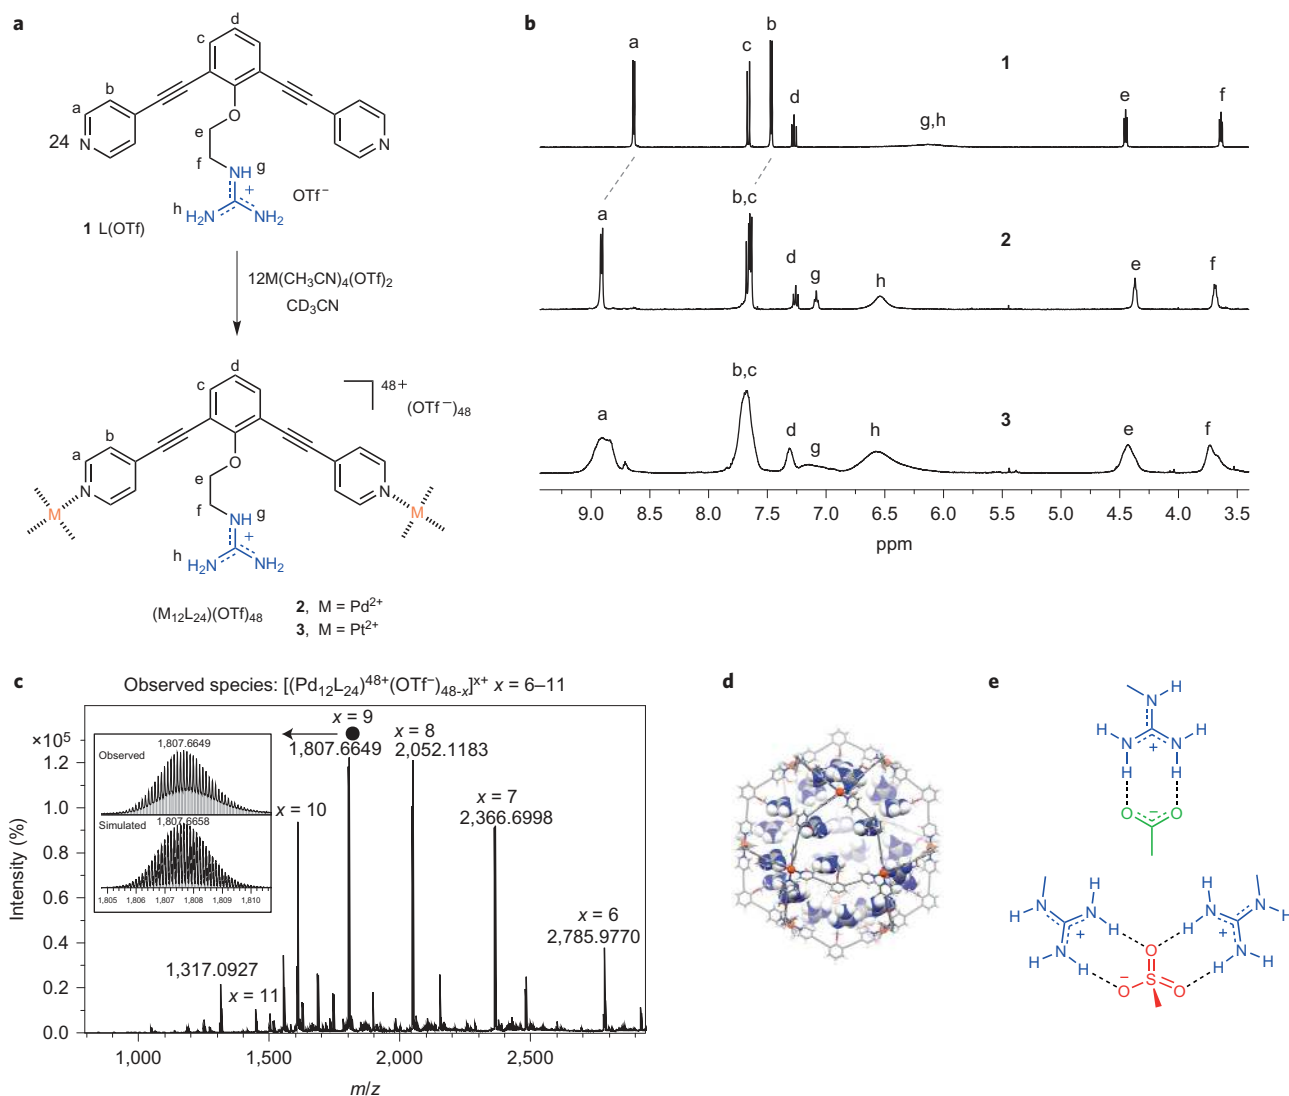 a
d
c
b
a
24
N
N
O
e
f
NH
g
+
h
H₂N
NH₂
OTf⁻
1 L(OTf)
12M(CH₃CN)₄(OTf)₂
CD₃CN
d
c
48+
(OTf⁻)₄₈
b
a
N
N
M
M
O
e
f
NH
g
+
h
H₂N
NH₂
(M₁₂L₂₄)(OTf)₄₈
2, M = Pd²⁺
3, M = Pt²⁺
b
a
c
b
d
g,h
1
e
f
a
b,c
d
g
h
2
e
f
a
b,c
d
g
h
3
e
f
9.0 8.5 8.0 7.5 7.0 6.5 6.0 5.5 5.0 4.5 4.0 3.5
ppm
c
Observed species: [(Pd₁₂L₂₄)⁴⁸⁺(OTf⁻)₄₈₋ₓ]ˣ⁺ x = 6–11
×10⁵
1.2
1.0
0.8
0.6
0.4
0.2
0.0
Intensity (%)
1,807.6649
Observed
Simulated
1,807.6658
1,805 1,806 1,807 1,808 1,809 1,810
x = 9
1,807.6649
x = 8
2,052.1183
x = 10
x = 7
2,366.6998
x = 6
2,785.9770
1,317.0927
x = 11
1,000 1,500 2,000 2,500
m/z
d
e
H
N
H
H
N
N
+
H
H
O
−
O
H
H
N
N
H
+
H
N
H
H
H
N
N
H
+
H
N
H
H
O
−
O
S
O